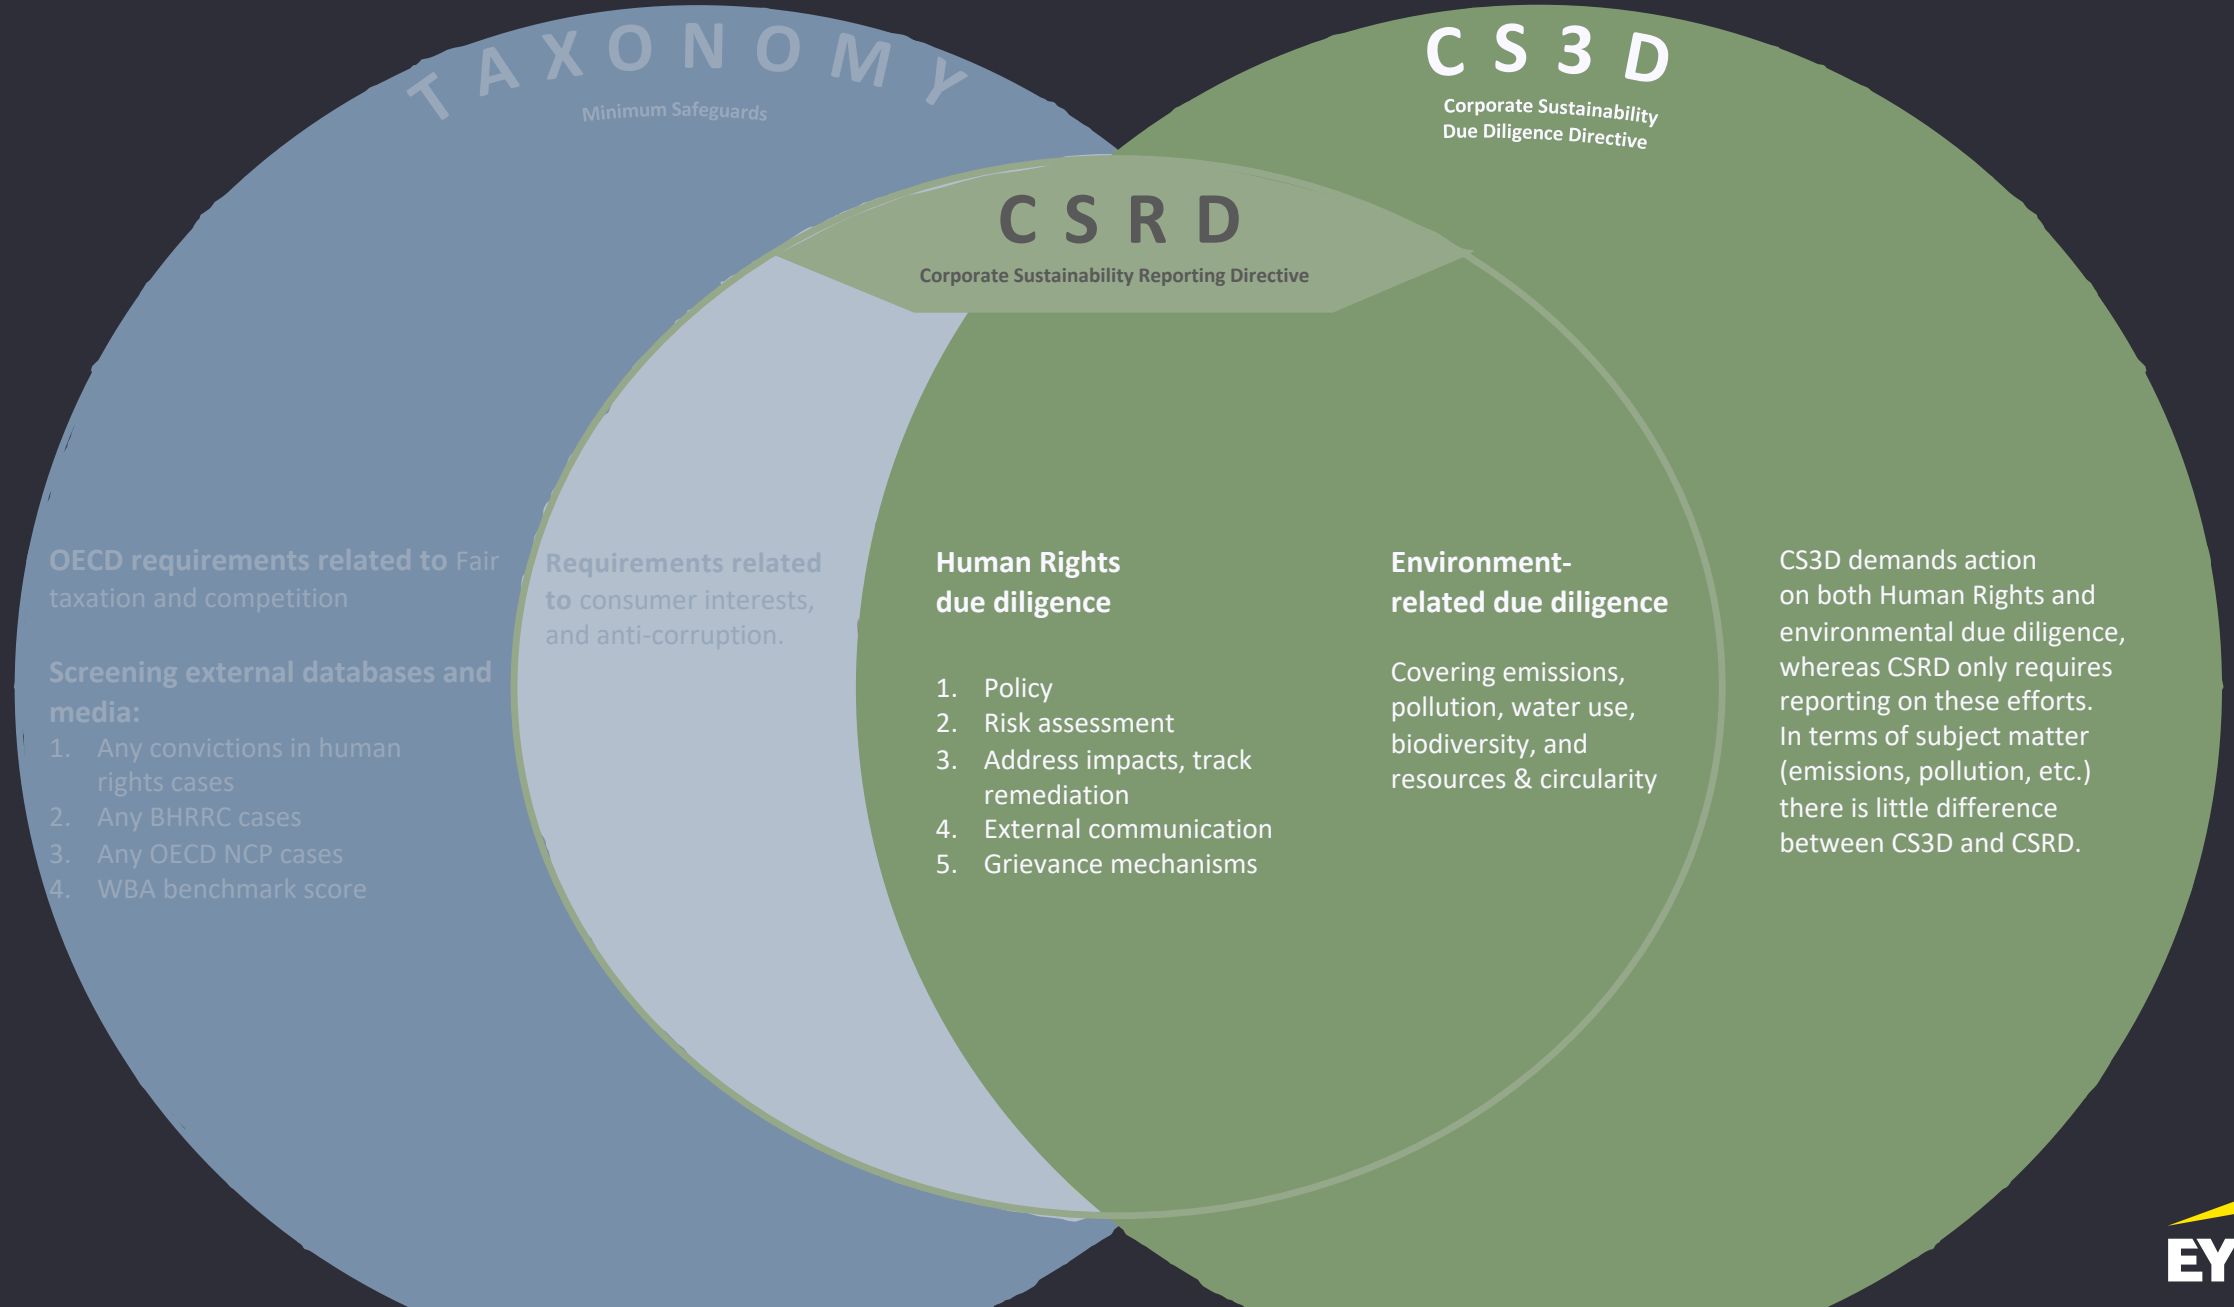 TAXONOMY
Minimum Safeguards
CS3D
Corporate Sustainability
Due Diligence Directive
CSRD
Corporate Sustainability Reporting Directive
OECD requirements related to Fair
taxation and competition
Screening external databases and
media:
1. Any convictions in human
rights cases
2. Any BHRRC cases
3. Any OECD NCP cases
4. WBA benchmark score
Requirements related
to consumer interests,
and anti-corruption.
Human Rights
due diligence
1. Policy
2. Risk assessment
3. Address impacts, track
remediation
4. External communication
5. Grievance mechanisms
Environment-
related due diligence
Covering emissions,
pollution, water use,
biodiversity, and
resources & circularity
CS3D demands action
on both Human Rights and
environmental due diligence,
whereas CSRD only requires
reporting on these efforts.
In terms of subject matter
(emissions, pollution, etc.)
there is little difference
between CS3D and CSRD.
EY